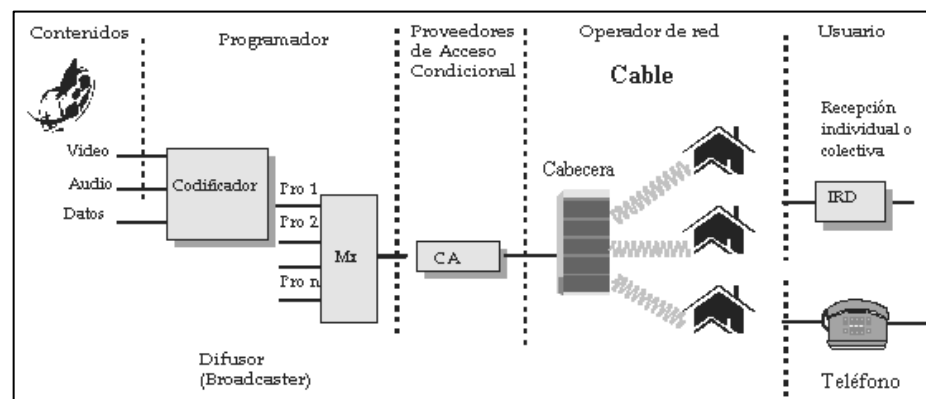 Contenidos
Programador
Proveedores
de Acceso
Condicional
Operador de red
Usuario
Cable
Recepción
individual o
colectiva
Video
Audio
Datos
Codificador
Pro 1
Pro 2
Pro n
Mx
CA
Cabecera
IRD
Difusor
(Broadcaster)
Teléfono